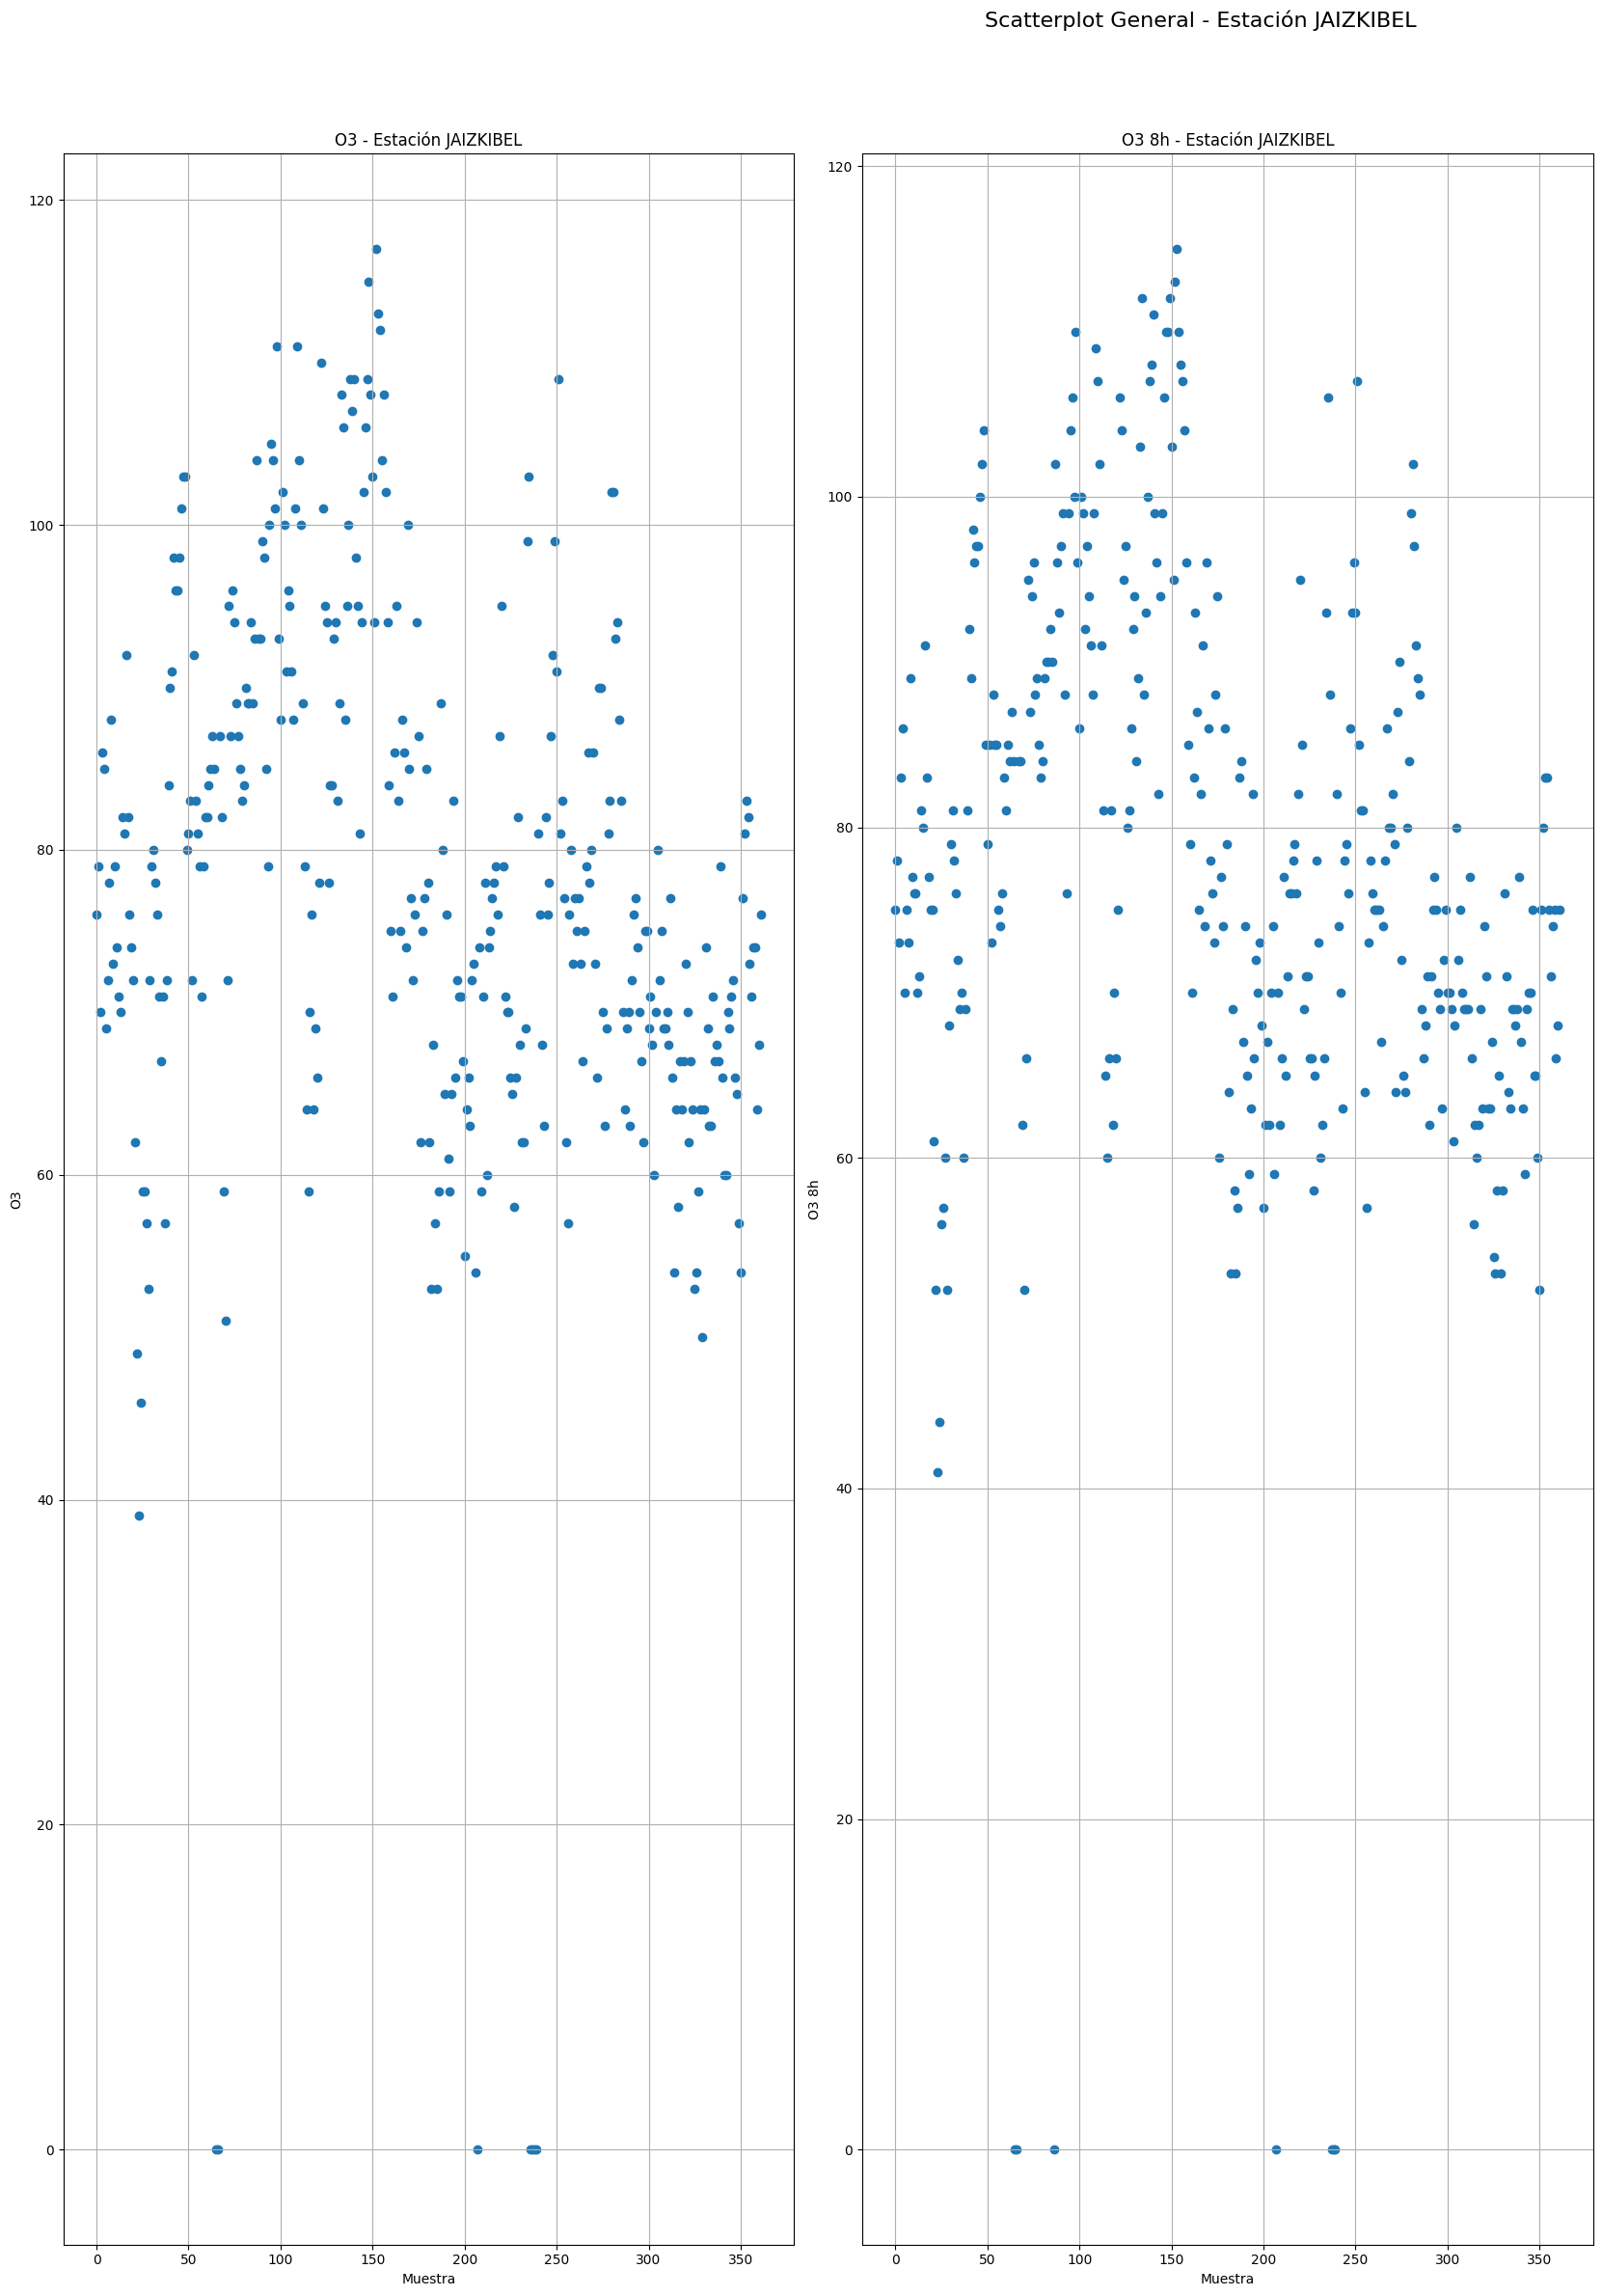 Scatterplot General - Estación JAIZKIBEL
O3 - Estación JAIZKIBEL
120
100
80
60
40
20
0
O3
0 50 100 150 200 250 300 350
Muestra
O3 8h - Estación JAIZKIBEL
120
100
80
60
40
20
0
O3 8h
0 50 100 150 200 250 300 350
Muestra